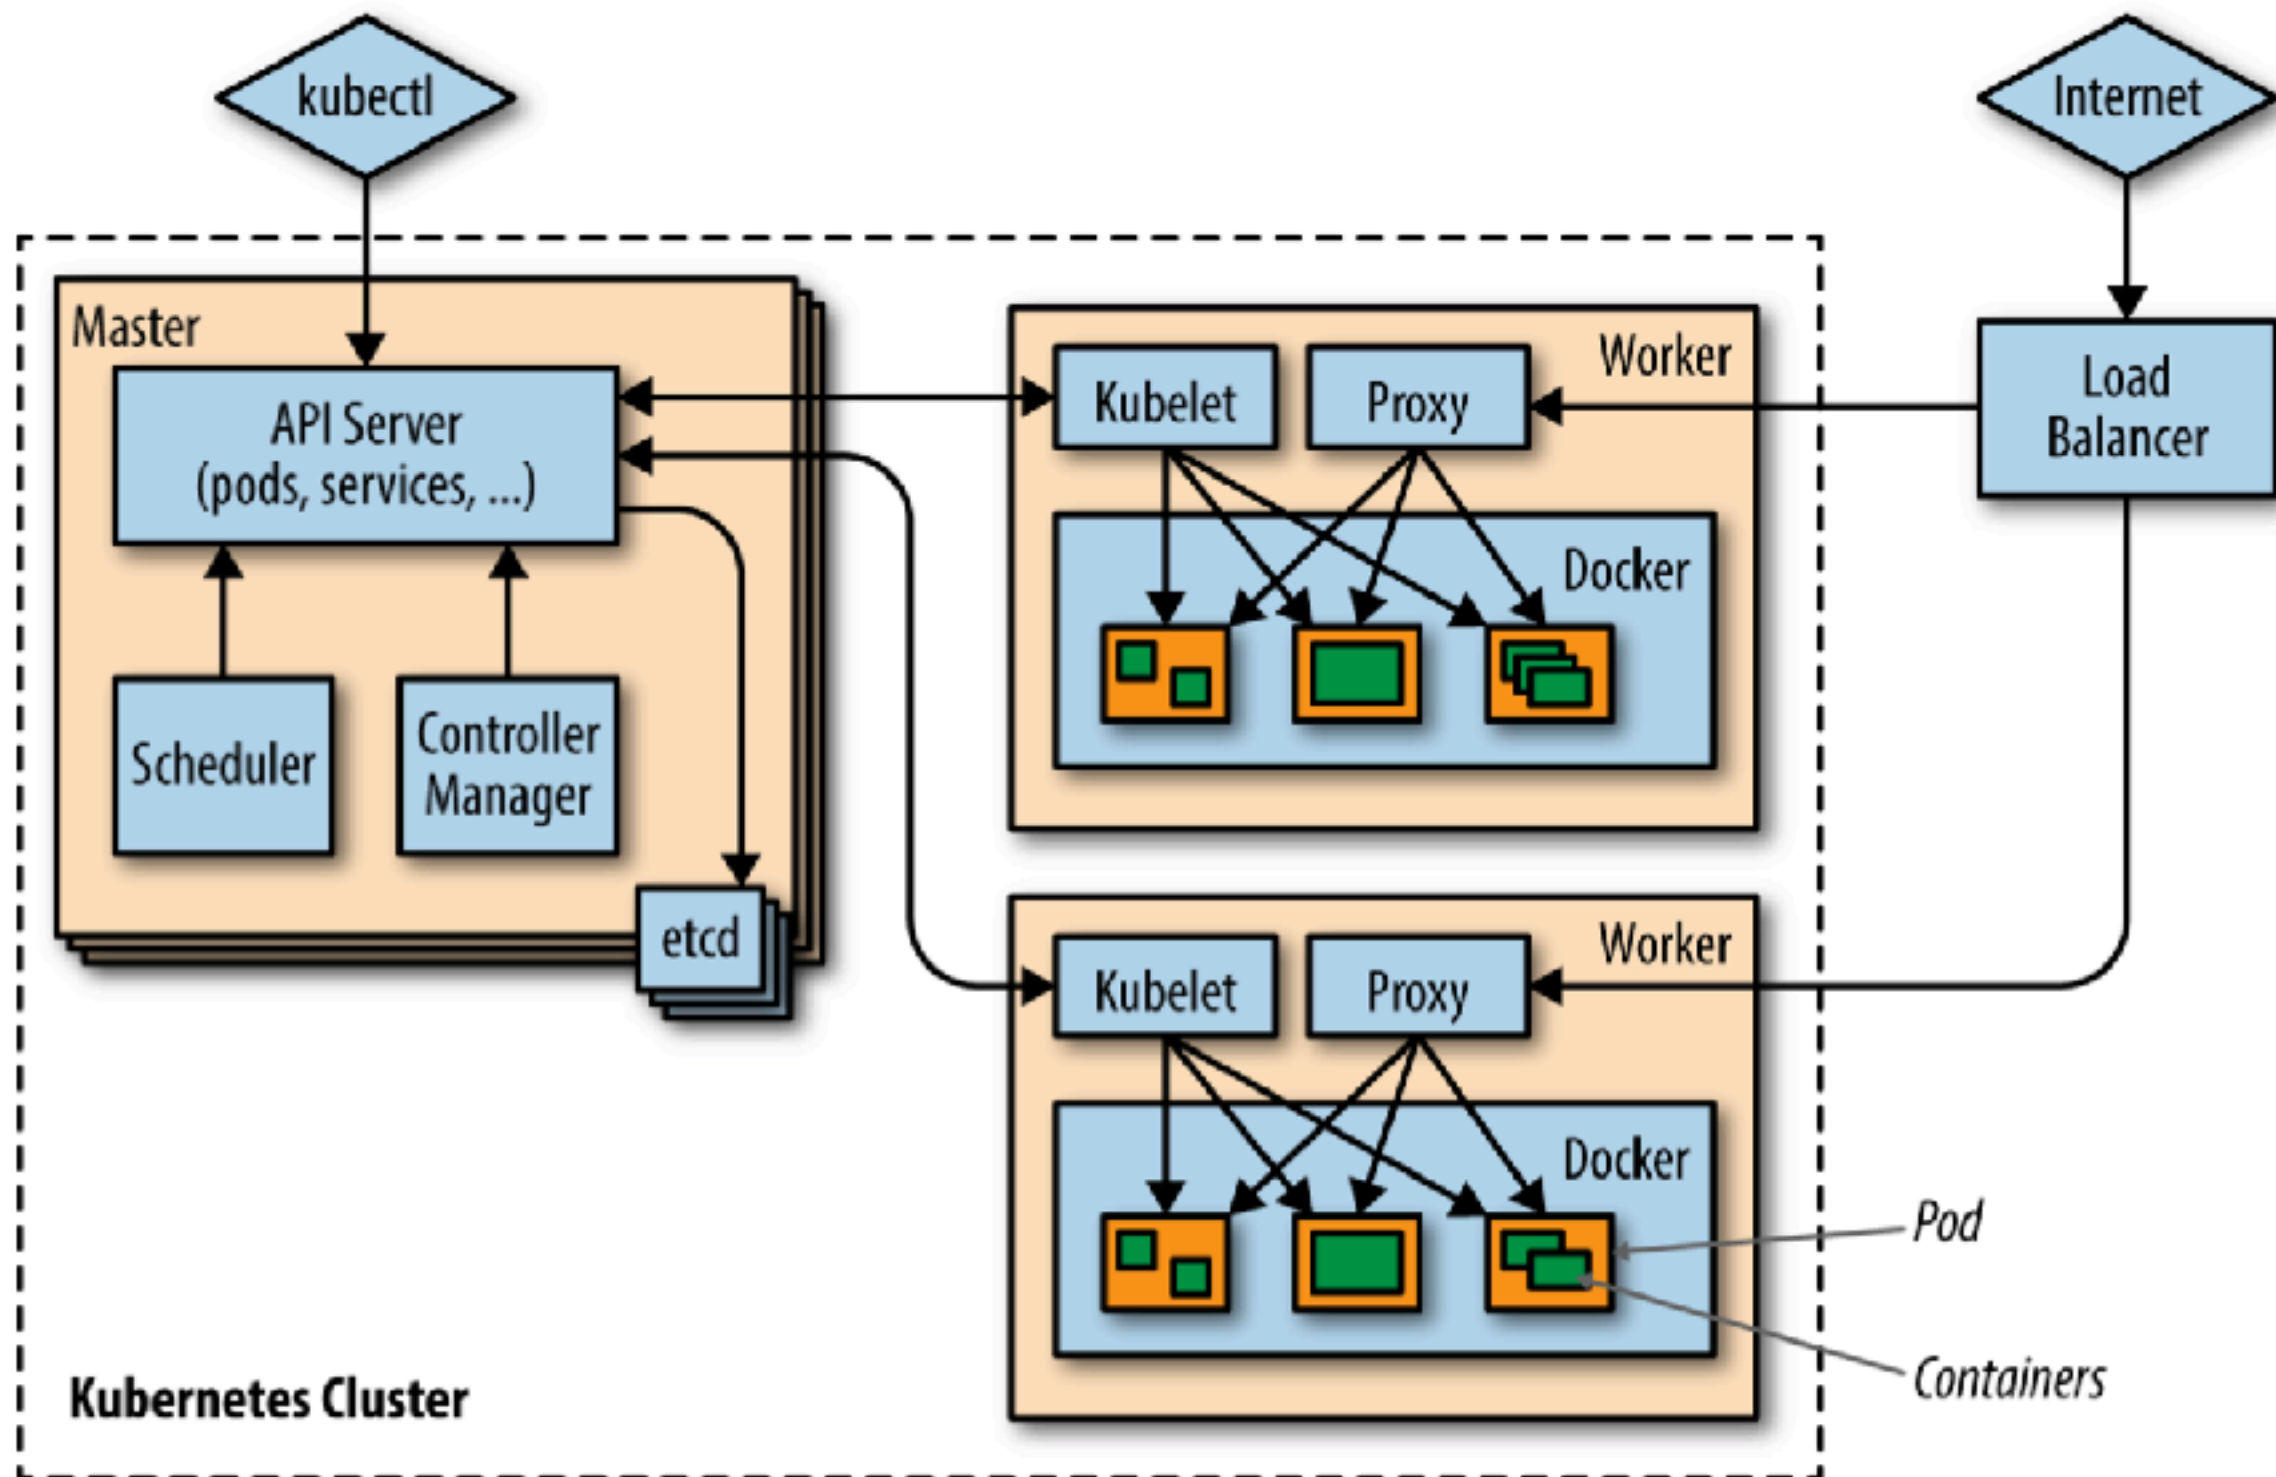 kubectl
Internet
Master
API Server
(pods, services, ...)
Scheduler
Controller
Manager
etcd
Worker
Kubelet
Proxy
Docker
Load
Balancer
Worker
Kubelet
Proxy
Docker
Pod
Containers
Kubernetes Cluster